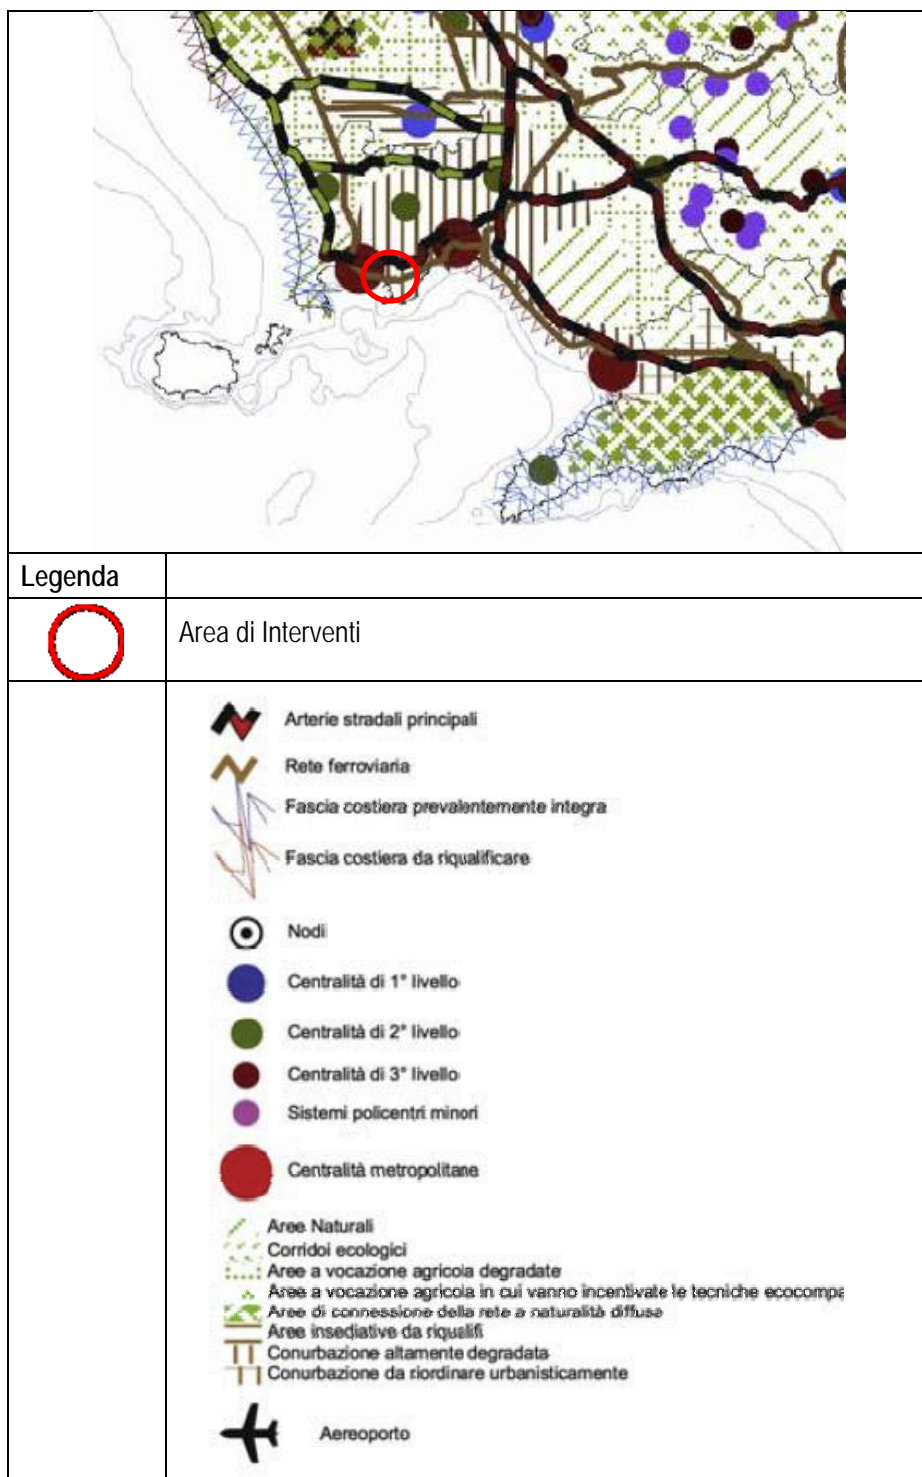 Legenda
Area di Interventi
Arterie stradali principali
Rete ferroviaria
Fascia costiera prevalentemente integra
Fascia costiera da riqualificare
Nodi
Centralità di 1° livello
Centralità di 2° livello
Centralità di 3° livello
Sistemi policentri minori
Centralità metropolitane
Aree Naturali
Corridoi ecologici
Aree a vocazione agricola degradate
Aree a vocazione agricola in cui vanno incentivate le tecniche ecocompa
Aree di connessione della rete a naturalità diffusa
Aree insediative da riqualifi
Conurbazione altamente degradata
Conurbazione da riordinare urbanisticamente
Aereoporto